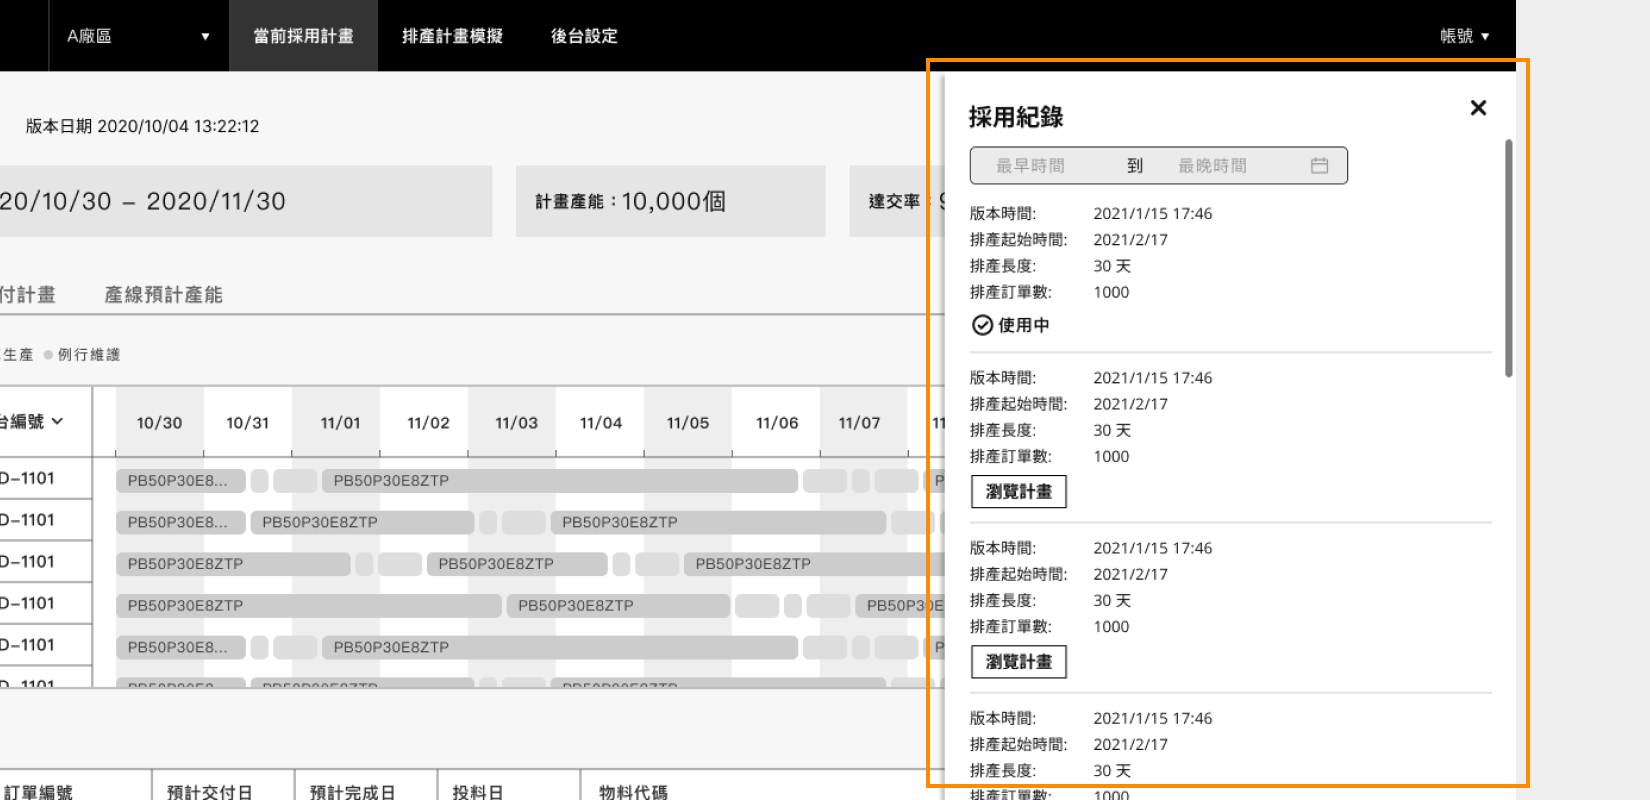 A廠區 ▼ 當前採用計畫 排產計畫模擬 後台設定 帳號 ▼
版本日期 2020/10/04 13:22:12
20/10/30 – 2020/11/30
計畫產能：10,000個
達交率：9
付計畫 產線預計產能
生產 例行維護
台編號 10/30 10/31 11/01 11/02 11/03 11/04 11/05 11/06 11/07 11
D–1101 PB50P30E8... PB50P30E8ZTP P
D–1101 PB50P30E8... PB50P30E8ZTP PB50P30E8ZTP
D–1101 PB50P30E8ZTP PB50P30E8ZTP PB50P30E8ZTP
D–1101 PB50P30E8ZTP PB50P30E8ZTP PB50P30E
D–1101 PB50P30E8... PB50P30E8ZTP P
D–1101 PB50P30E8... PB50P30E8ZTP PB50P30E8ZTP
訂單編號 預計交付日 預計完成日 投料日 物料代碼
採用紀錄
最早時間 到 最晚時間
版本時間: 2021/1/15 17:46
排產起始時間: 2021/2/17
排產長度: 30 天
排產訂單數: 1000
使用中
版本時間: 2021/1/15 17:46
排產起始時間: 2021/2/17
排產長度: 30 天
排產訂單數: 1000
瀏覽計畫
版本時間: 2021/1/15 17:46
排產起始時間: 2021/2/17
排產長度: 30 天
排產訂單數: 1000
瀏覽計畫
版本時間: 2021/1/15 17:46
排產起始時間: 2021/2/17
排產長度: 30 天
排產訂單數: 1000